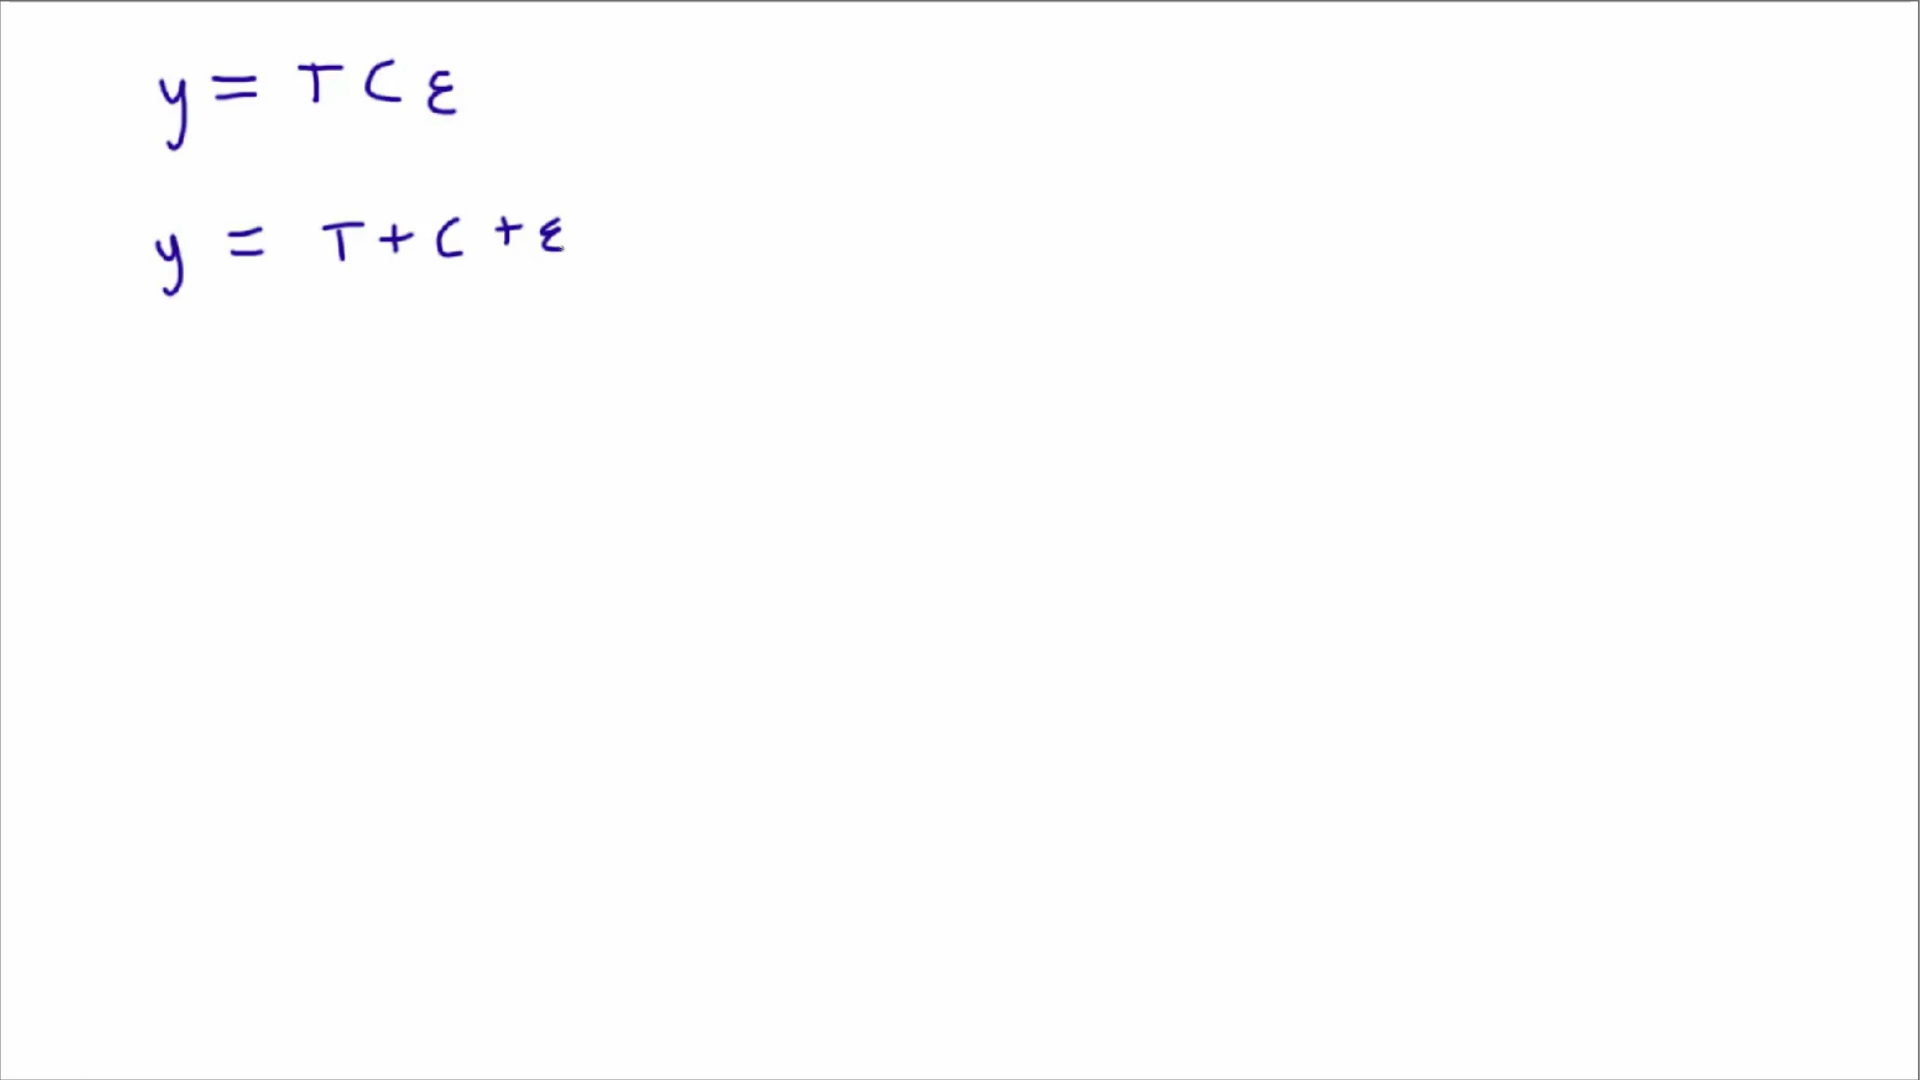 y = T C ε
y = T + C + ε